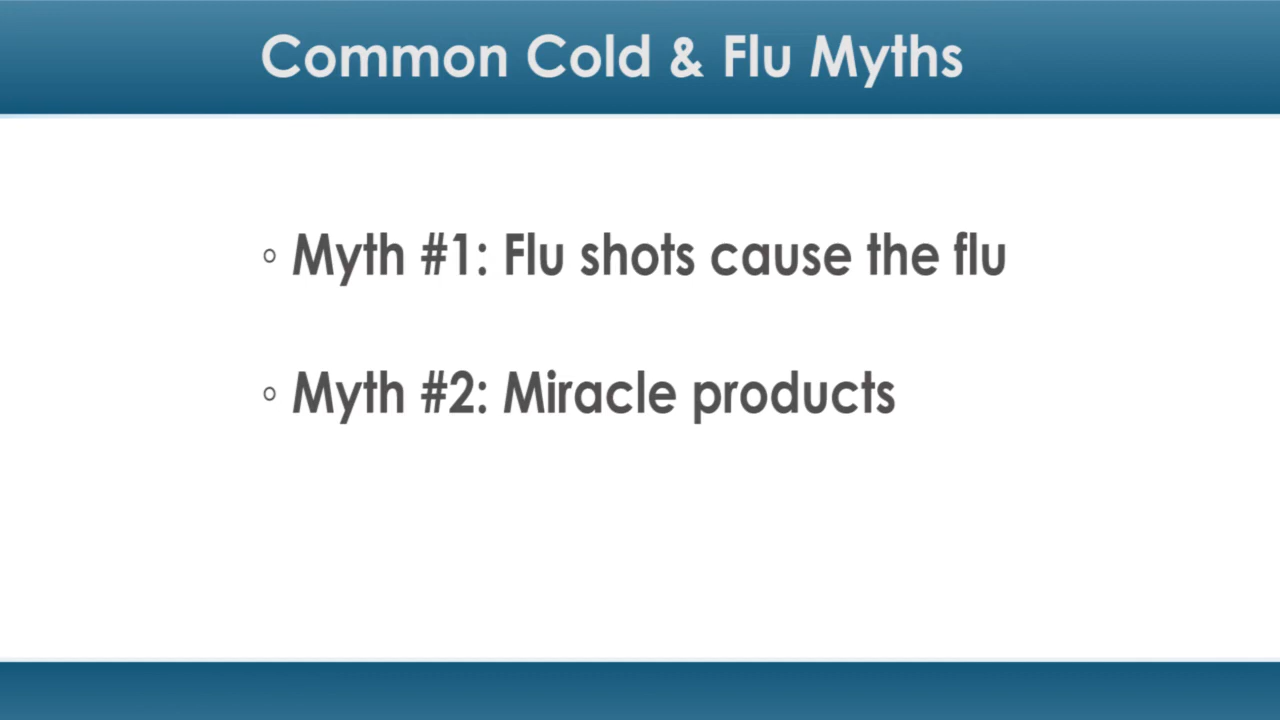 Common Cold & Flu Myths
◦ Myth #1: Flu shots cause the flu
◦ Myth #2: Miracle products